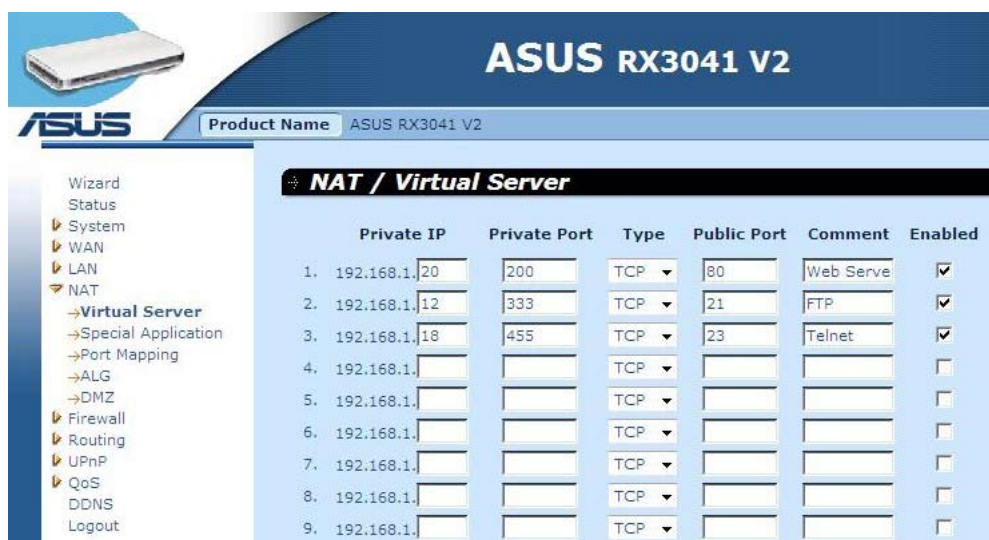 ASUS RX3041 V2
ASUS
Product Name ASUS RX3041 V2
Wizard
Status
System
WAN
LAN
NAT
→Virtual Server
→Special Application
→Port Mapping
→ALG
→DMZ
Firewall
Routing
UPnP
QoS
DDNS
Logout
NAT / Virtual Server
Private IP Private Port Type Public Port Comment Enabled
1. 192.168.1.20 200 TCP 80 Web Serve
2. 192.168.1.12 333 TCP 21 FTP
3. 192.168.1.18 455 TCP 23 Telnet
4. 192.168.1. TCP
5. 192.168.1. TCP
6. 192.168.1. TCP
7. 192.168.1. TCP
8. 192.168.1. TCP
9. 192.168.1. TCP